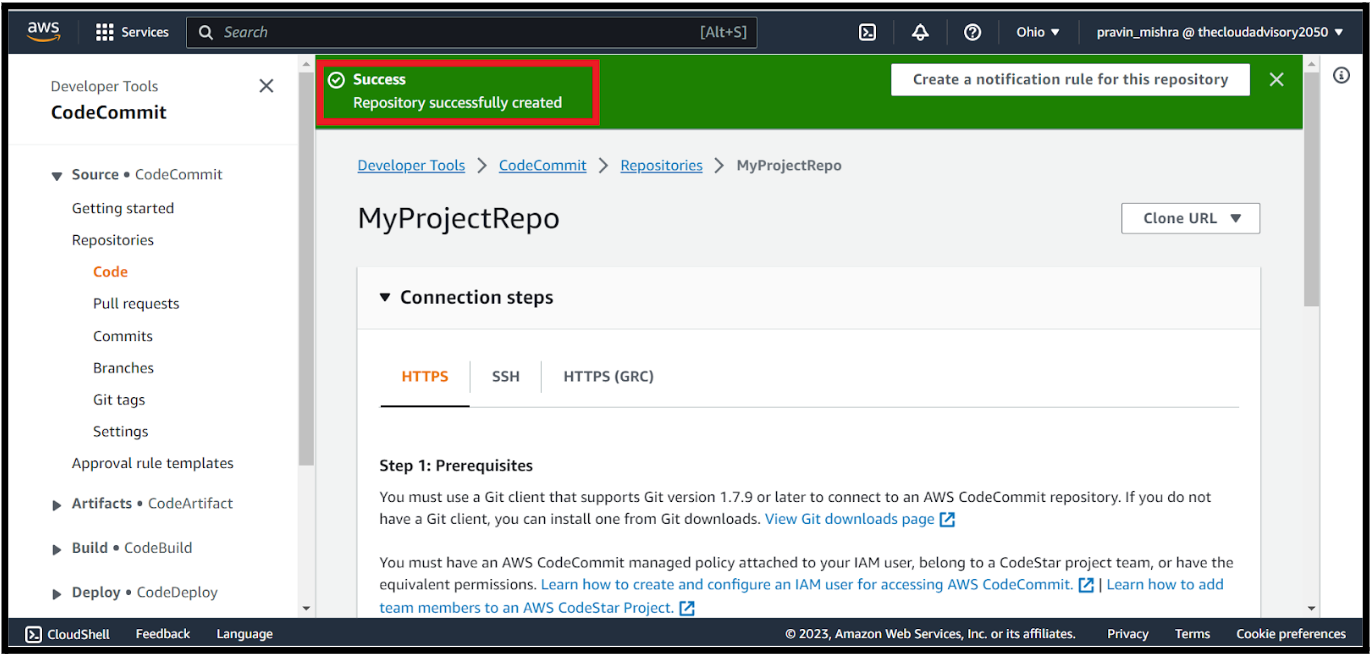 aws
Services
Search [Alt+S]
Ohio ▼
pravin_mishra @ thecloudadvisory2050 ▼
Developer Tools
CodeCommit
Source • CodeCommit
Getting started
Repositories
Code
Pull requests
Commits
Branches
Git tags
Settings
Approval rule templates
Artifacts • CodeArtifact
Build • CodeBuild
Deploy • CodeDeploy
Success
Repository successfully created
Create a notification rule for this repository
Developer Tools > CodeCommit > Repositories > MyProjectRepo
MyProjectRepo
Clone URL ▼
▼ Connection steps
HTTPS
SSH
HTTPS (GRC)
Step 1: Prerequisites
You must use a Git client that supports Git version 1.7.9 or later to connect to an AWS CodeCommit repository. If you do not
have a Git client, you can install one from Git downloads. View Git downloads page
You must have an AWS CodeCommit managed policy attached to your IAM user, belong to a CodeStar project team, or have the
equivalent permissions. Learn how to create and configure an IAM user for accessing AWS CodeCommit. | Learn how to add
team members to an AWS CodeStar Project.
CloudShell
Feedback
Language
© 2023, Amazon Web Services, Inc. or its affiliates.
Privacy
Terms
Cookie preferences